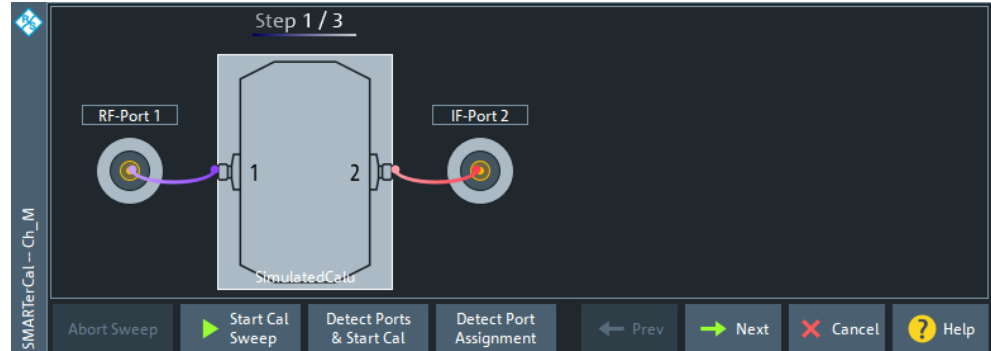 R&S
Step 1 / 3
RF-Port 1
IF-Port 2
1
2
SimulatedCalu
SMARTerCal – Ch_M
Abort Sweep
Start Cal
Sweep
Detect Ports
& Start Cal
Detect Port
Assignment
Prev
Next
Cancel
? Help